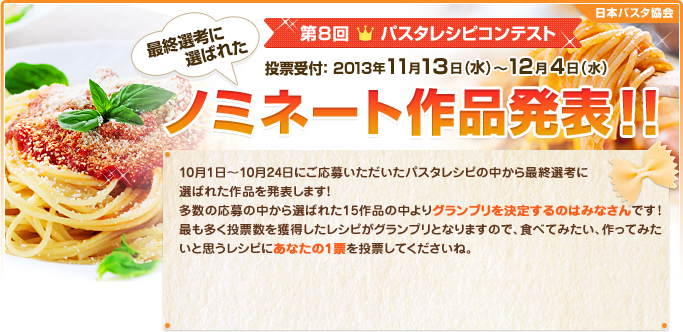 日本パスタ協会
最終選考に
選ばれた
第8回 パスタレシピコンテスト
投票受付: 2013年11月13日(水)~12月4日(水)
ノミネート作品発表!!
10月1日~10月24日にご応募いただいたパスタレシピの中から最終選考に
選ばれた作品を発表します!
多数の応募の中から選ばれた15作品の中よりグランプリを決定するのはみなさんです!
最も多く投票数を獲得したレシピがグランプリとなりますので、食べてみたい、作ってみた
いと思うレシピにあなたの1票を投票してくださいね。